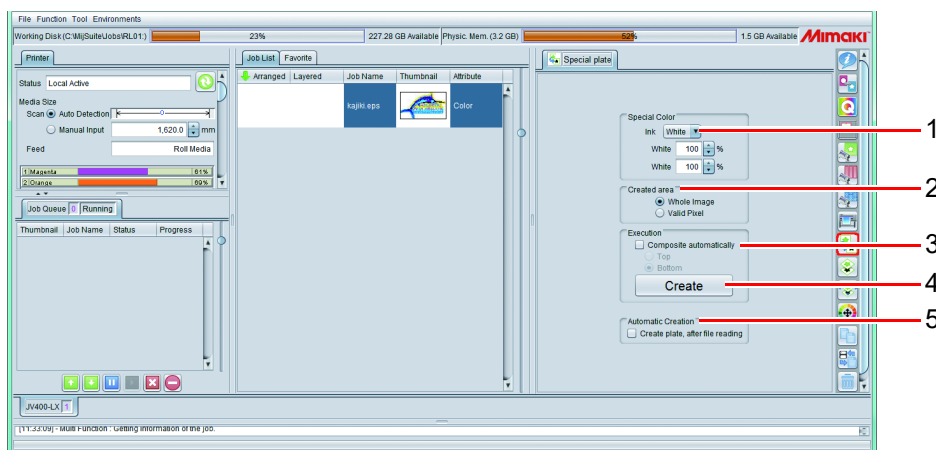 File Function Tool Environments
Working Disk (C:\MijSuite\Jobs\RL01:) 23% 227.28 GB Available Physic. Mem. (3.2 GB) 52% 1.5 GB Available Mimaki
Printer
Status Local Active
Media Size
Scan Auto Detection 0
Manual Input 1,620.0 mm
Feed Roll Media
1 Magenta 61%
2 Orange 69%
Job Queue 0 Running
Thumbnail Job Name Status Progress
JV400-LX 1
[11:33:09] - Multi Function : Getting information of the job.
Job List Favorite
Arranged Layered Job Name Thumbnail Attribute
kajiki.eps Color
Special plate
Special Color
Ink White
White 100 %
White 100 %
Created area
Whole Image
Valid Pixel
Execution
Composite automatically
Top
Bottom
Create
Automatic Creation
Create plate, after file reading
1
2
3
4
5